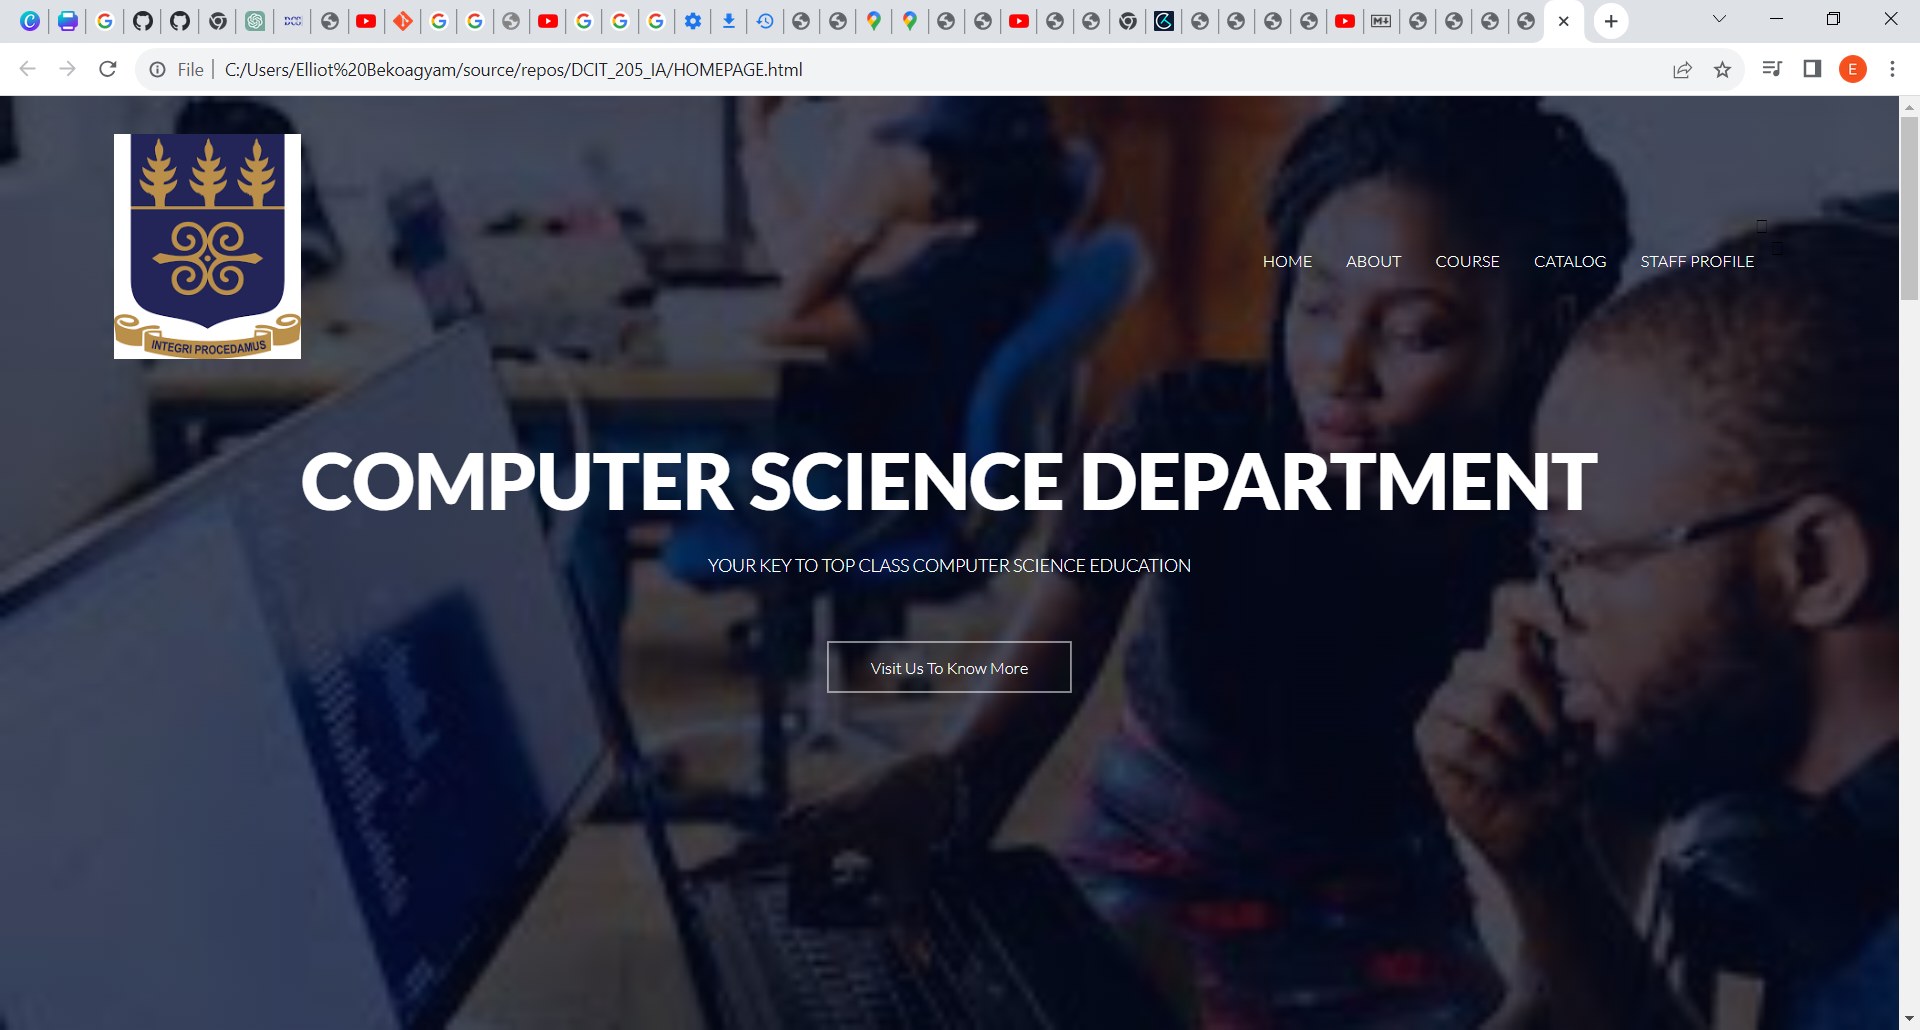 File
C:/Users/Elliot%20Bekoagyam/source/repos/DCIT_205_IA/HOMEPAGE.html
E
INTEGRI PROCEDAMUS
HOME ABOUT COURSE CATALOG STAFF PROFILE
COMPUTER SCIENCE DEPARTMENT
YOUR KEY TO TOP CLASS COMPUTER SCIENCE EDUCATION
Visit Us To Know More